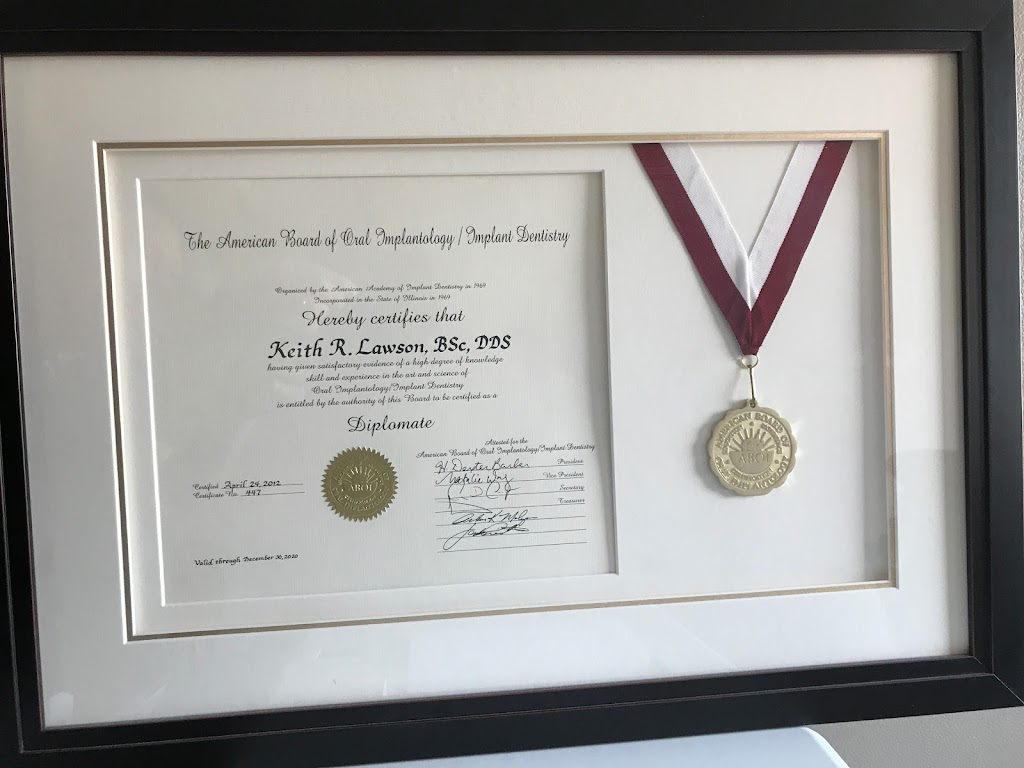 The American Board of Oral Implantology / Implant Dentistry
Organized by the American Academy of Implant Dentistry in 1969
Incorporated in the State of Illinois in 1969
Hereby certifies that
Keith R. Lawson, BSc, DDS
having given satisfactory evidence of a high degree of knowledge
skill and experience in the art and science of
Oral Implantology/Implant Dentistry
is entitled by the authority of this Board to be certified as a
Diplomate
Attested for the
American Board of Oral Implantology/Implant Dentistry
President
Vice President
Secretary
Treasurer
Certified April 24, 2012
Certificate No. 447
ABOI
Valid through December 30, 2020
AMERICAN BOARD OF
ABOI
ORAL IMPLANTOLOGY